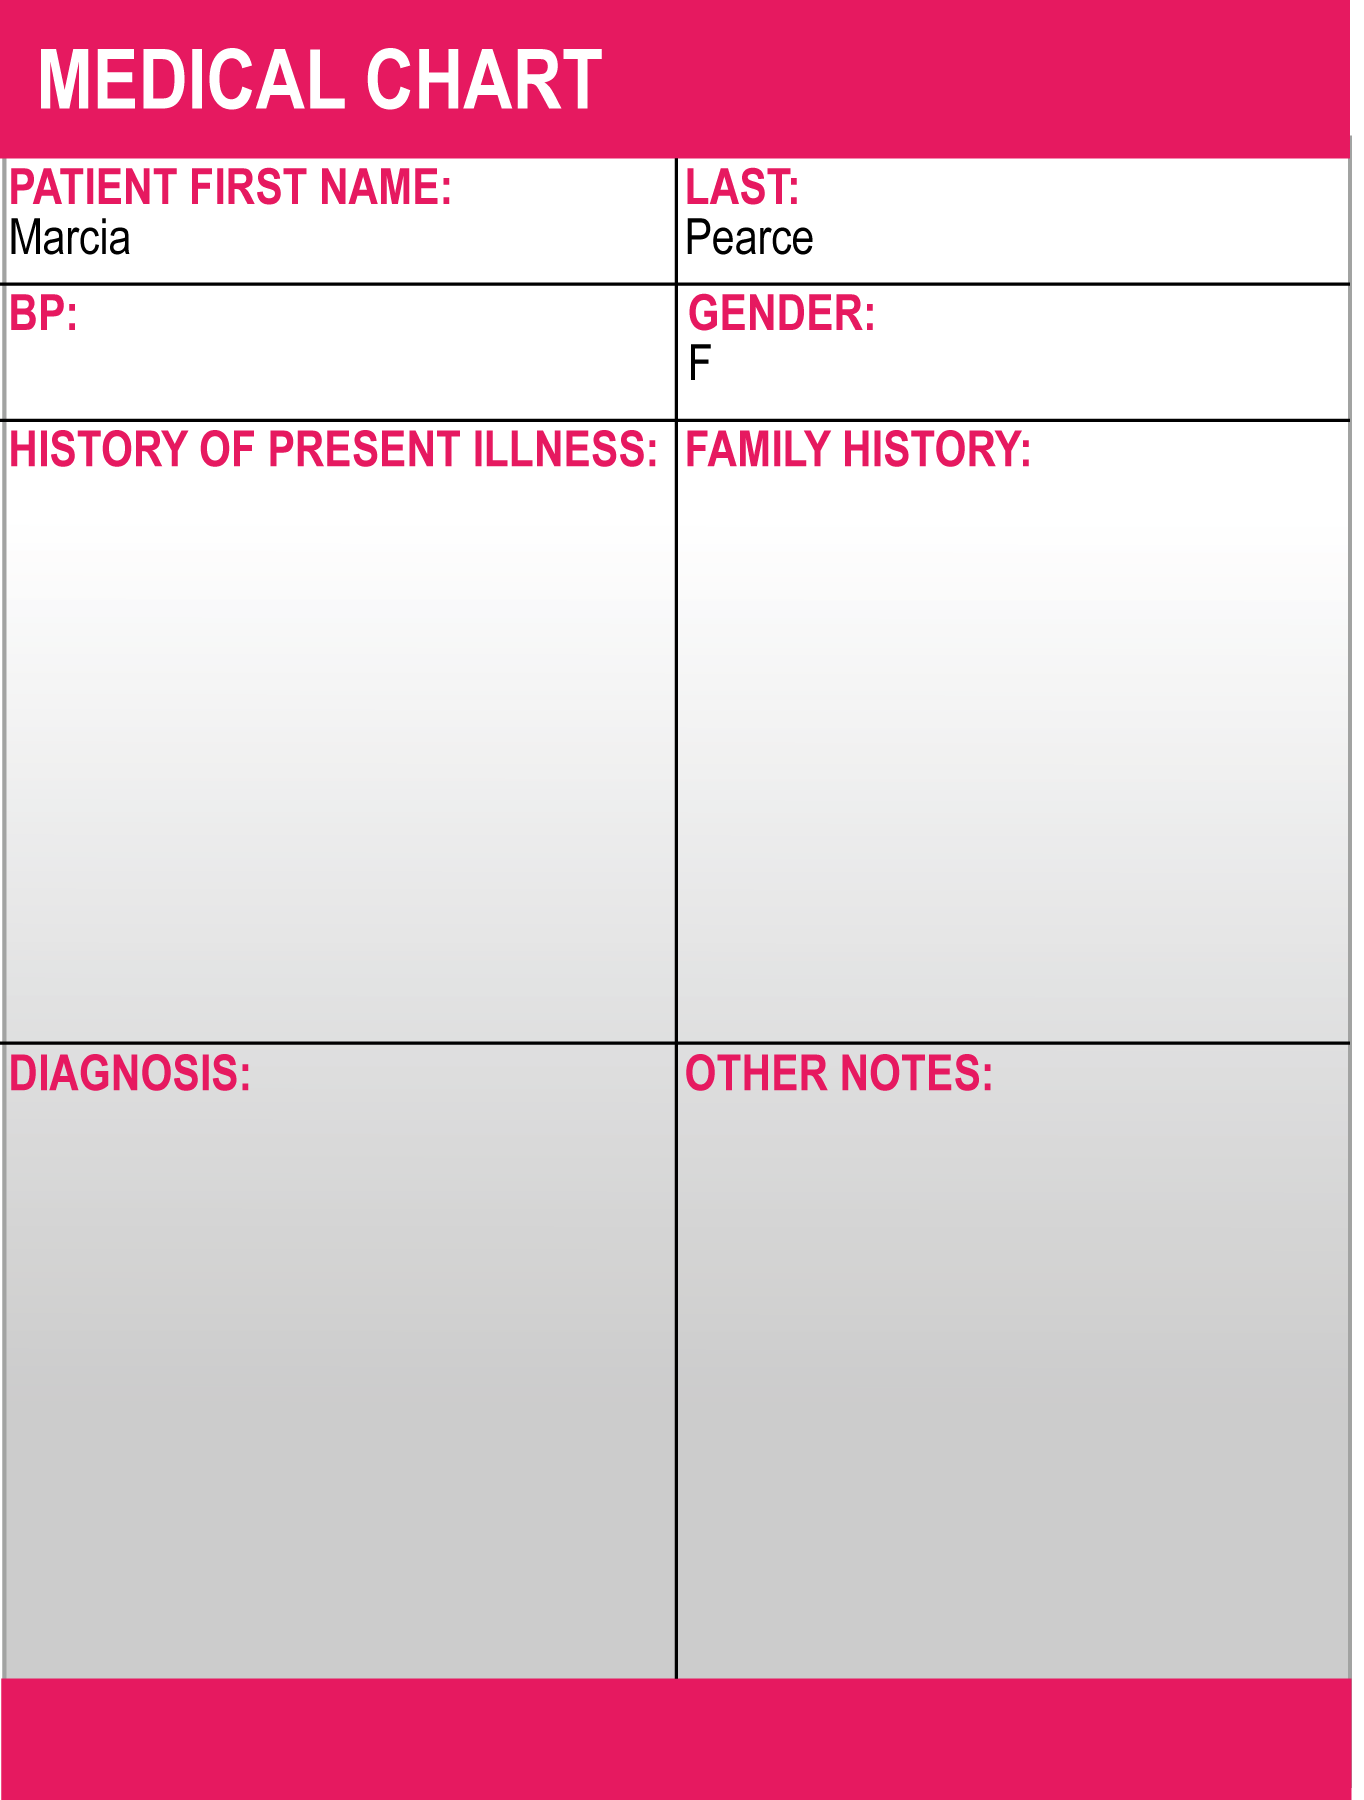 MEDICAL CHART
PATIENT FIRST NAME:
Marcia
LAST:
Pearce
BP:
GENDER:
F
HISTORY OF PRESENT ILLNESS:
FAMILY HISTORY:
DIAGNOSIS:
OTHER NOTES: